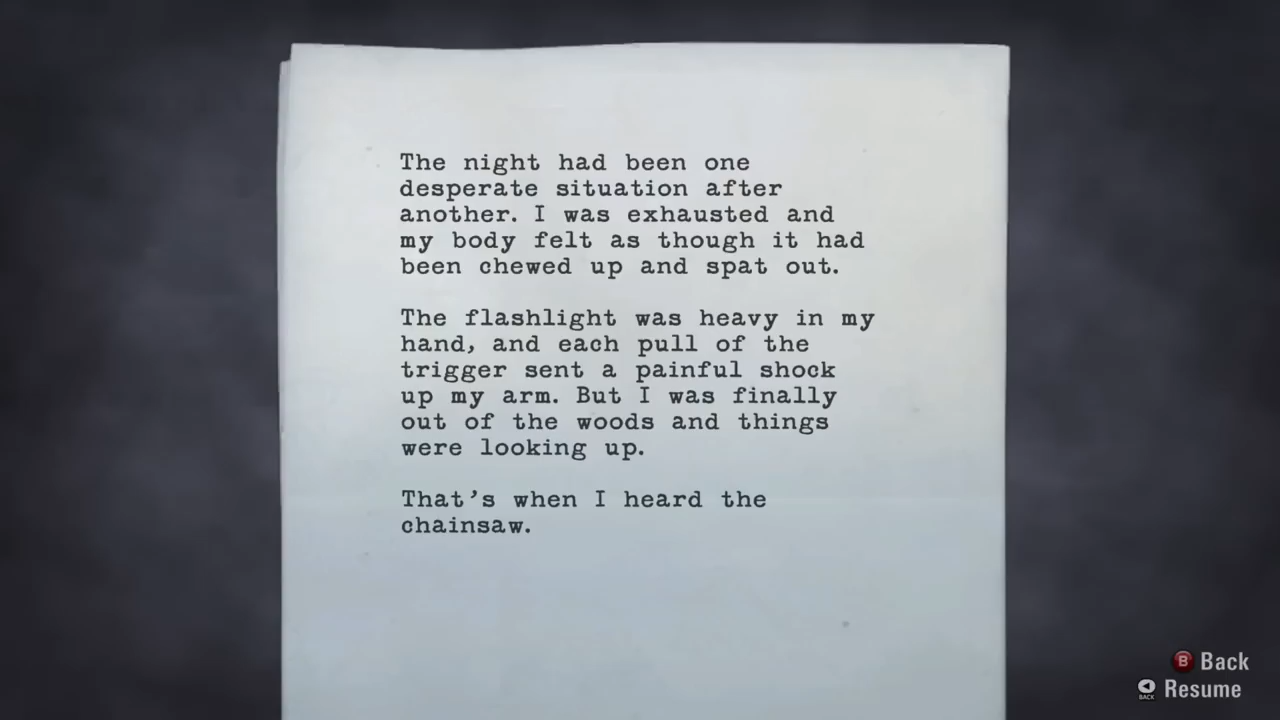 The night had been one
desperate situation after
another. I was exhausted and
my body felt as though it had
been chewed up and spat out.
The flashlight was heavy in my
hand, and each pull of the
trigger sent a painful shock
up my arm. But I was finally
out of the woods and things
were looking up.
That's when I heard the
chainsaw.
B Back
BACK Resume